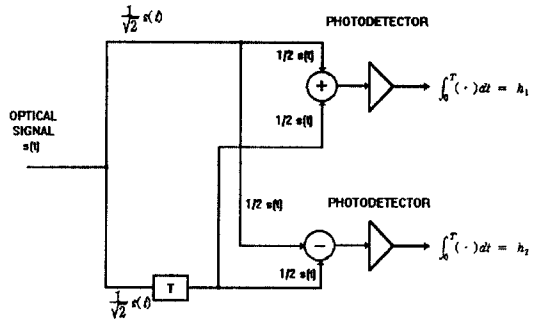 1/√2 s(t)
PHOTODETECTOR
1/2 s(t)
+
∫₀ᵀ(·)dt = h₁
1/2 s(t)
OPTICAL
SIGNAL
s(t)
1/2 s(t)
PHOTODETECTOR
−
∫₀ᵀ(·)dt = h₂
1/2 s(t)
T
1/√2 s(t)